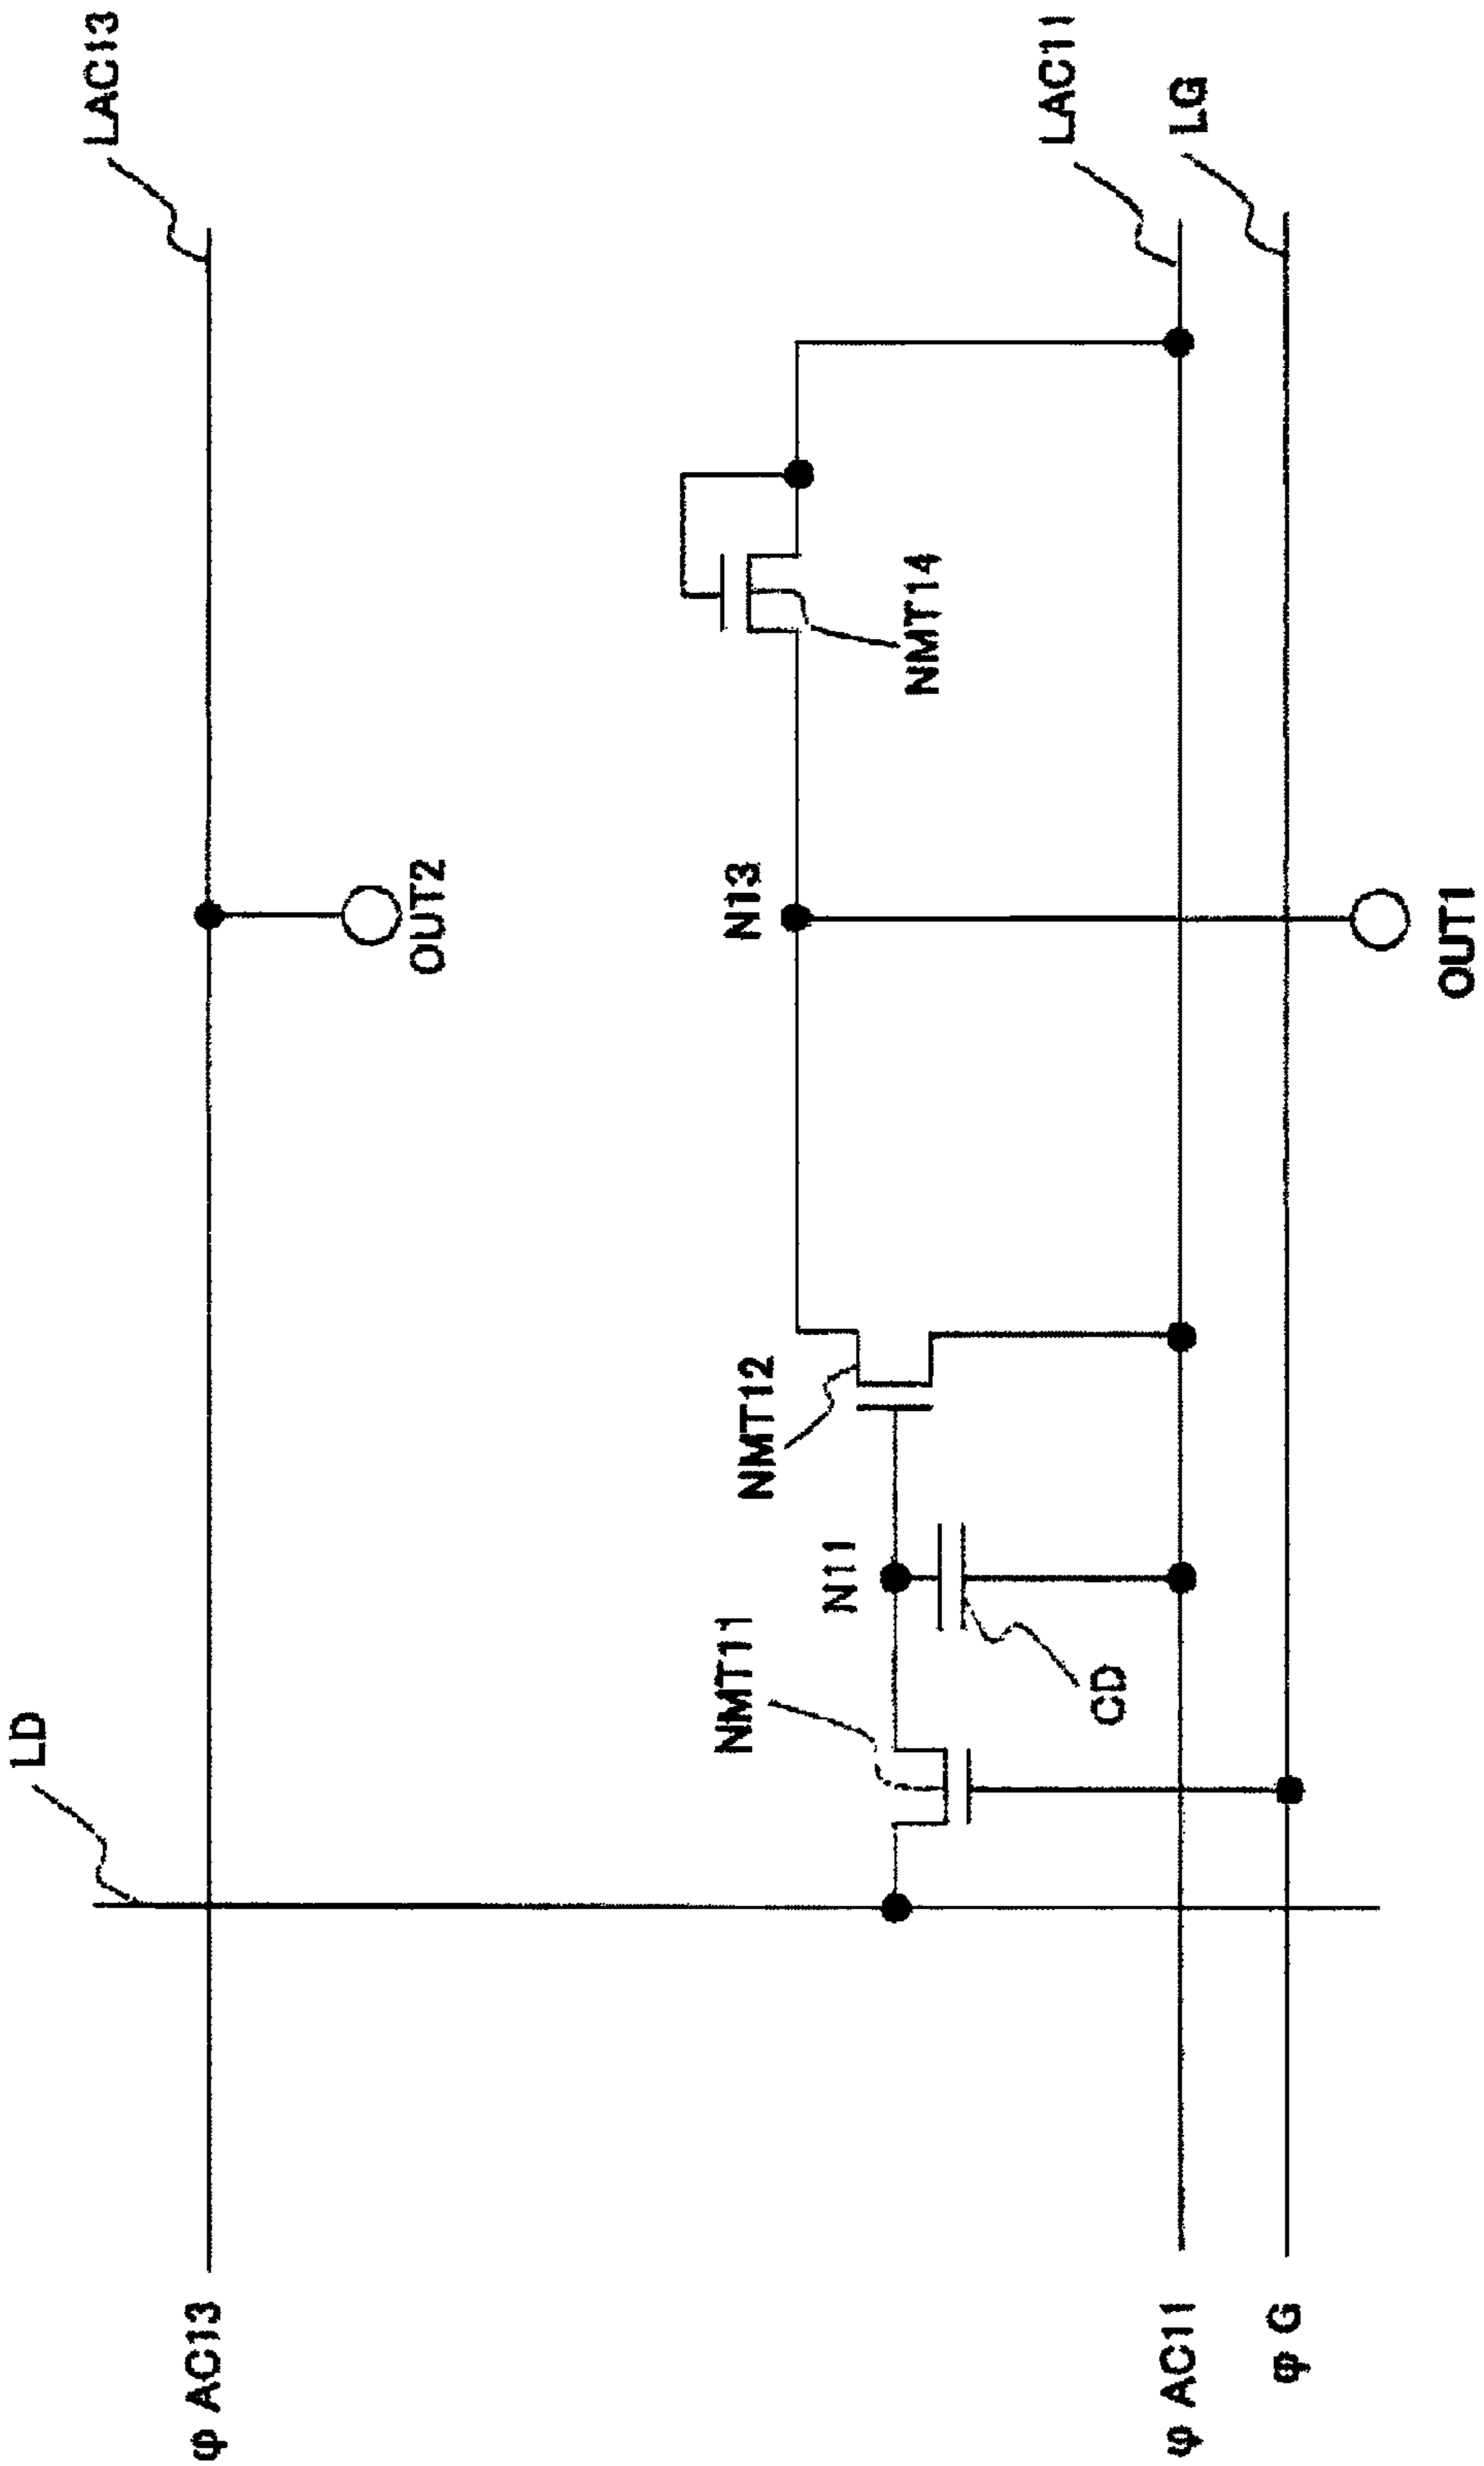 LD
LAC13
φ AC13
OUT2
NMT11
N13
NMT12
N11
NMT14
LAC11
CD
φ AC11
LG
φ G
OUT1